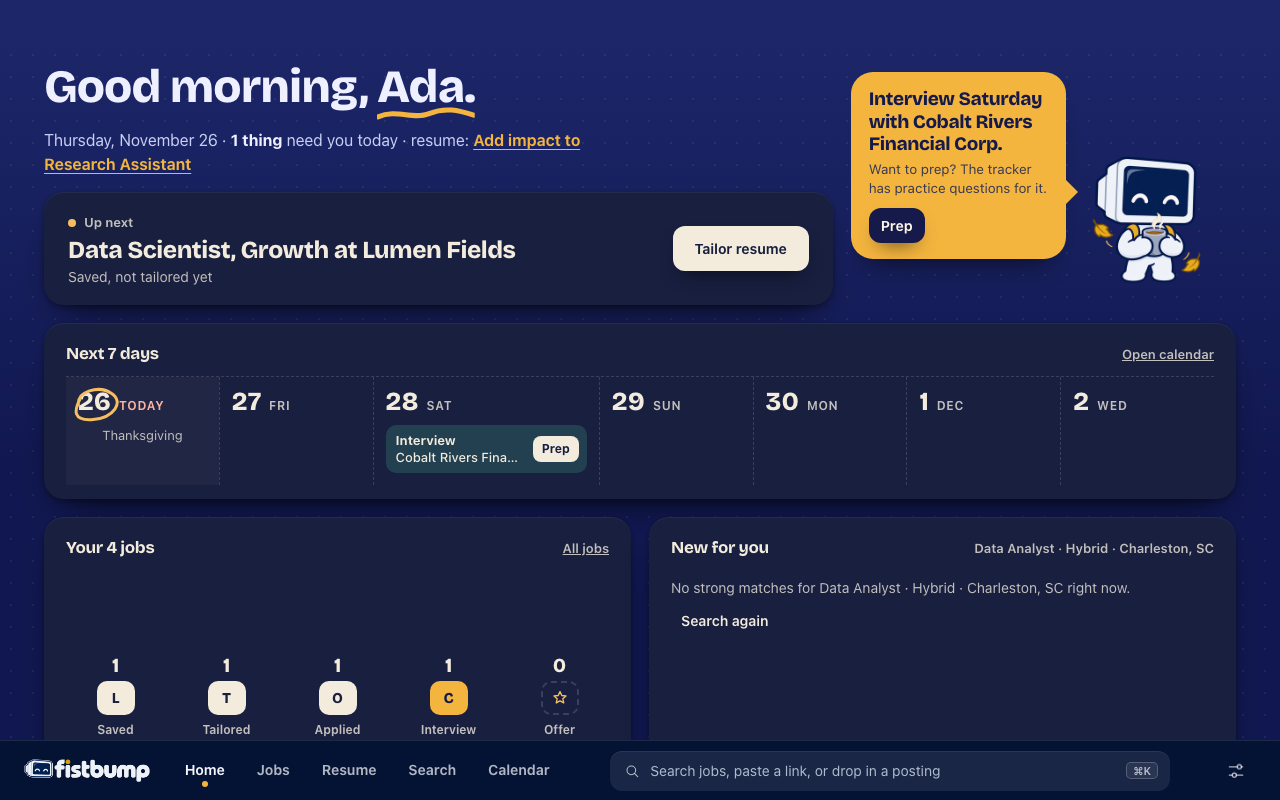 Good morning, Ada.
Thursday, November 26 · 1 thing need you today · resume: Add impact to
Research Assistant
Interview Saturday
with Cobalt Rivers
Financial Corp.
Want to prep? The tracker
has practice questions for it.
Prep
Up next
Data Scientist, Growth at Lumen Fields
Saved, not tailored yet
Tailor resume
Next 7 days
Open calendar
26 TODAY
Thanksgiving
27 FRI
28 SAT
Interview
Cobalt Rivers Fina...
Prep
29 SUN
30 MON
1 DEC
2 WED
Your 4 jobs
All jobs
1
L
Saved
1
T
Tailored
1
O
Applied
1
C
Interview
0
Offer
New for you
Data Analyst · Hybrid · Charleston, SC
No strong matches for Data Analyst · Hybrid · Charleston, SC right now.
Search again
fistbump
Home
Jobs
Resume
Search
Calendar
Search jobs, paste a link, or drop in a posting
⌘K